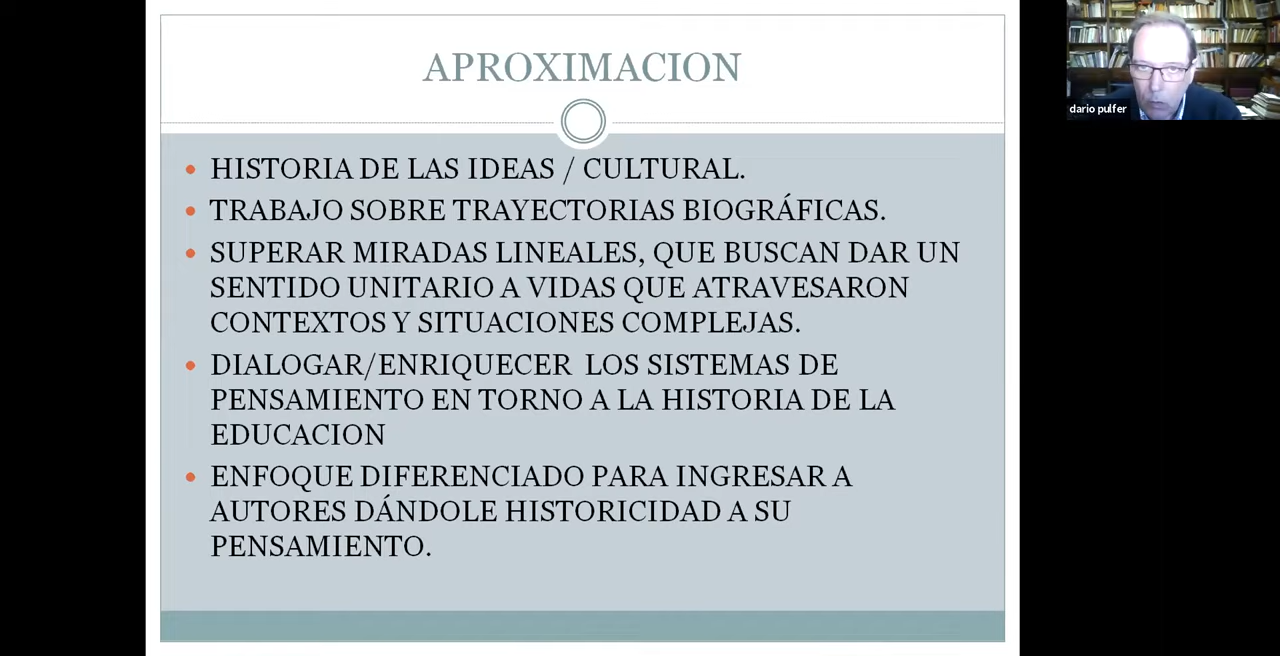 APROXIMACION
HISTORIA DE LAS IDEAS / CULTURAL.
TRABAJO SOBRE TRAYECTORIAS BIOGRÁFICAS.
SUPERAR MIRADAS LINEALES, QUE BUSCAN DAR UN
SENTIDO UNITARIO A VIDAS QUE ATRAVESARON
CONTEXTOS Y SITUACIONES COMPLEJAS.
DIALOGAR/ENRIQUECER LOS SISTEMAS DE
PENSAMIENTO EN TORNO A LA HISTORIA DE LA
EDUCACION
ENFOQUE DIFERENCIADO PARA INGRESAR A
AUTORES DÁNDOLE HISTORICIDAD A SU
PENSAMIENTO.
dario pulfer